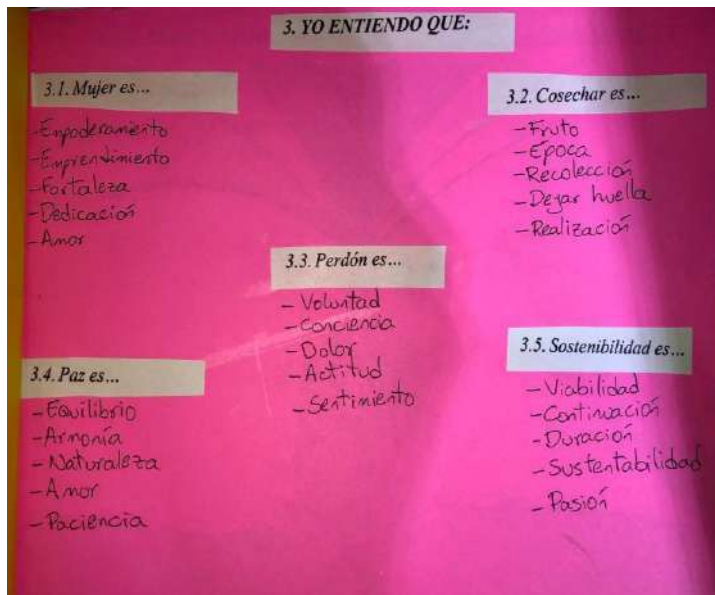 3. YO ENTIENDO QUE:
3.1. Mujer es...
-Enpoderamiento
-Emprendimiento
-Fortaleza
-Dedicación
-Amor
3.2. Cosechar es...
-Fruto
-Época
-Recolección
-Dejar huella
-Realización
3.3. Perdón es...
- Voluntad
-conciencia
-Dolor
-Actitud
-Sentimiento
3.4. Paz es...
-Equilibrio
-Armonía
-Naturaleza
-Amor
-Paciencia
3.5. Sostenibilidad es...
-Viabilidad
-Continuación
-Duración
-Sustentabilidad
-Pasión